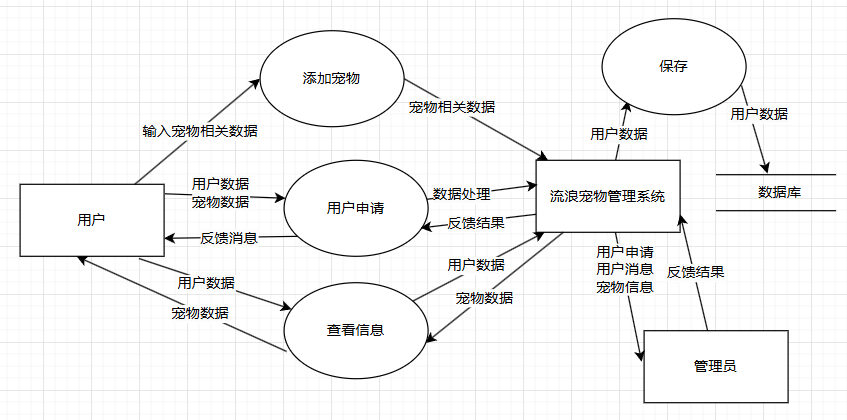 添加宠物
保存
宠物相关数据
用户数据
输入宠物相关数据
用户数据
用户数据
宠物数据
数据处理
流浪宠物管理系统
数据库
用户
用户申请
反馈消息
反馈结果
用户申请
用户消息
宠物信息
用户数据
反馈结果
用户数据
宠物数据
宠物数据
查看信息
管理员